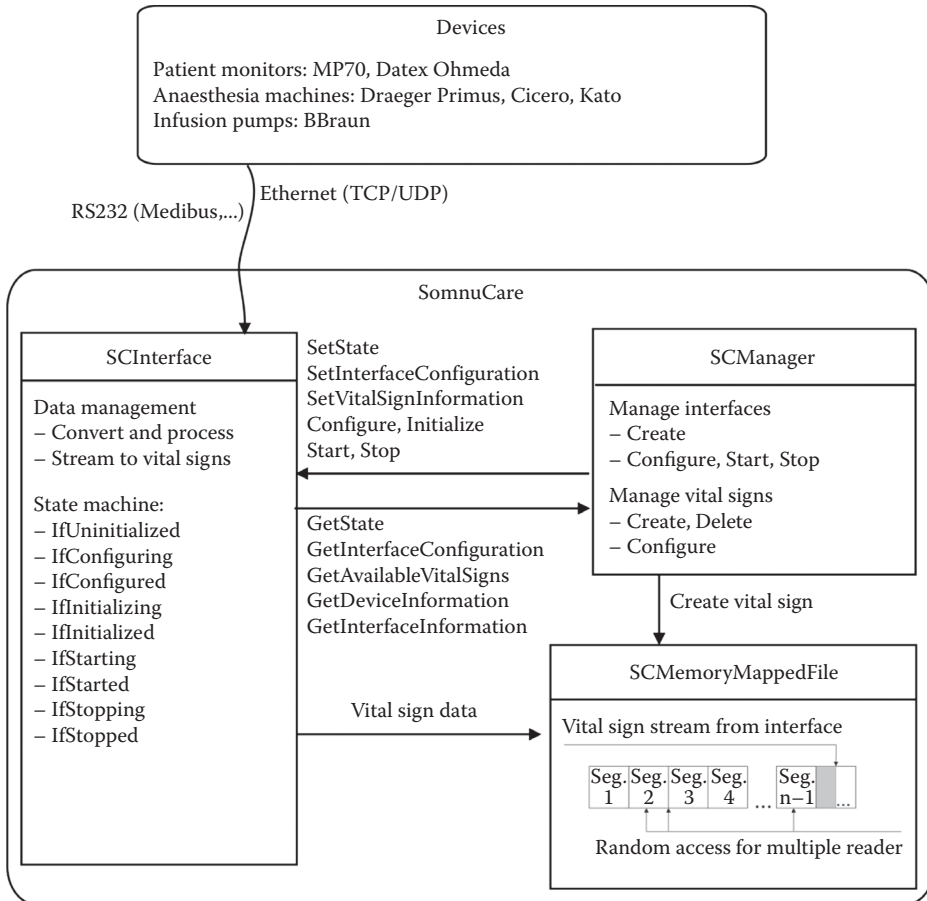 Devices
Patient monitors: MP70, Datex Ohmeda
Anaesthesia machines: Draeger Primus, Cicero, Kato
Infusion pumps: BBraun
Ethernet (TCP/UDP)
RS232 (Medibus,...)
SomnuCare
SCInterface
Data management
– Convert and process
– Stream to vital signs
State machine:
– IfUninitialized
– IfConfiguring
– IfConfigured
– IfInitializing
– IfInitialized
– IfStarting
– IfStarted
– IfStopping
– IfStopped
SetState
SetInterfaceConfiguration
SetVitalSignInformation
Configure, Initialize
Start, Stop
GetState
GetInterfaceConfiguration
GetAvailableVitalSigns
GetDeviceInformation
GetInterfaceInformation
Vital sign data
SCManager
Manage interfaces
– Create
– Configure, Start, Stop
Manage vital signs
– Create, Delete
– Configure
Create vital sign
SCMemoryMappedFile
Vital sign stream from interface
Seg. Seg. Seg. Seg. Seg.
1 2 3 4 ... n–1 ...
Random access for multiple reader